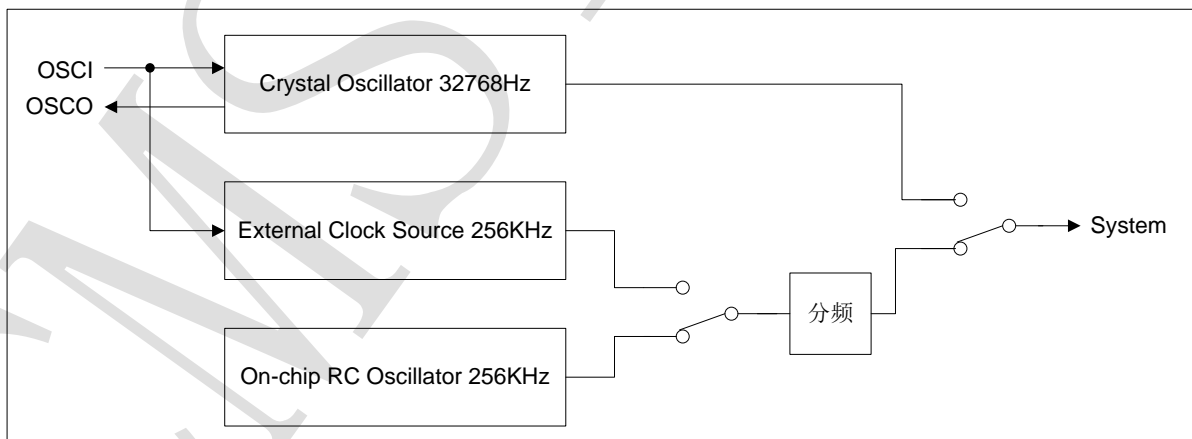 OSCI
OSCO
Crystal Oscillator 32768Hz
External Clock Source 256KHz
System
分频
On-chip RC Oscillator 256KHz